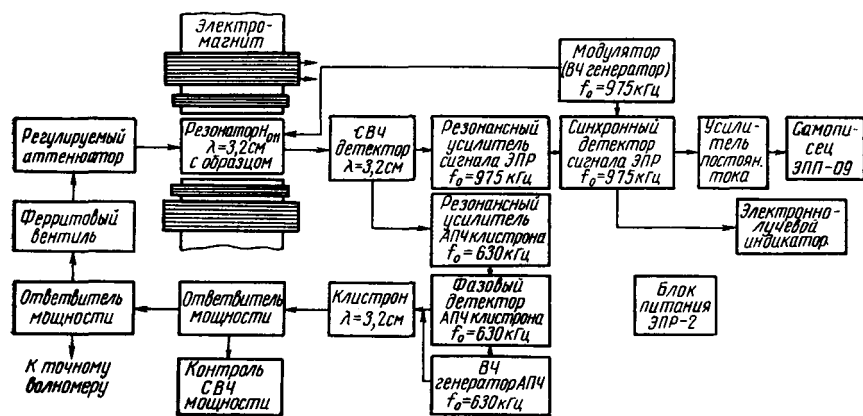 Электро-
магнит
Модулятор
(ВЧ генератор)
f₀=975кГц
Регулируемый
аттенюатор
РезонаторH₀н
λ=3,2см
с образцом
СВЧ
детектор
λ=3,2см
Резонансный
усилитель
сигнала ЭПР
f₀=975 кГц
Синхронный
детектор
сигнала ЭПР
f₀=975кГц
Усили-
тель
постоян.
тока
Самопи-
сец
ЭПП-09
Ферритовый
вентиль
Резонансный
усилитель
АПЧ клистрона
f₀=630кГц
Электронно-
лучевой
индикатор
Ответвитель
мощности
Ответвитель
мощности
Клистрон
λ=3,2см
Фазовый
детектор
АПЧ клистрона
f₀=630кГц
Блок
питания
ЭПР-2
К точному
волномеру
Контроль
СВЧ
мощности
ВЧ
генератор АПЧ
f₀=630кГц